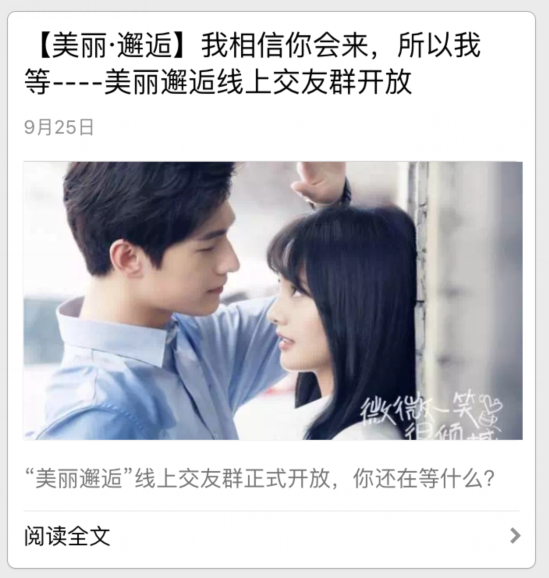 【美丽·邂逅】我相信你会来，所以我
等----美丽邂逅线上交友群开放
9月25日
微微一笑
很倾城
“美丽邂逅”线上交友群正式开放，你还在等什么？
阅读全文